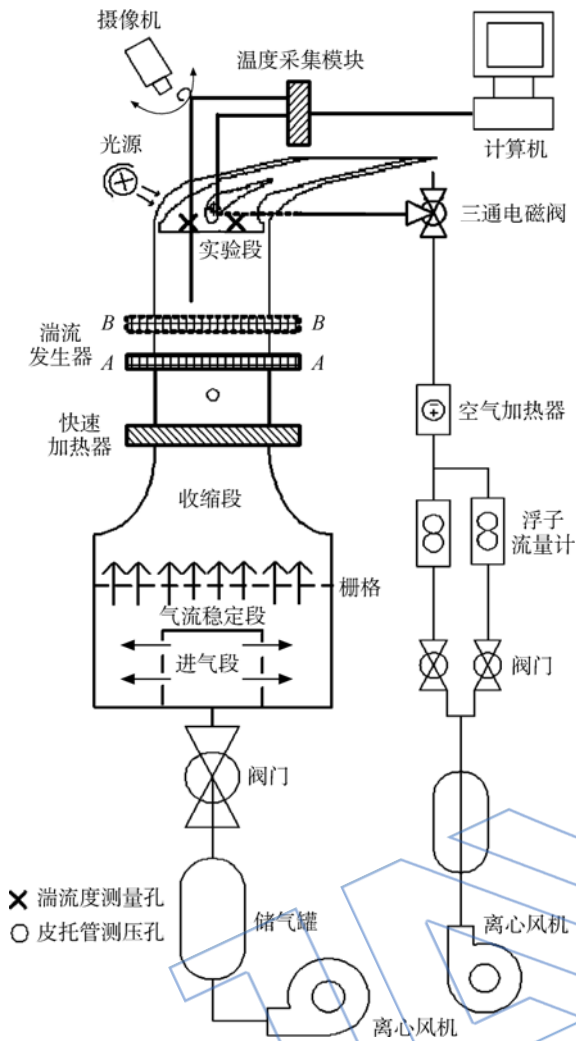 摄像机
温度采集模块
光源
计算机
三通电磁阀
实验段
B B
湍流
发生器
A A
空气加热器
快速
加热器
收缩段
浮子
流量计
栅格
气流稳定段
进气段
阀门
阀门
湍流度测量孔
皮托管测压孔
储气罐
离心风机
离心风机